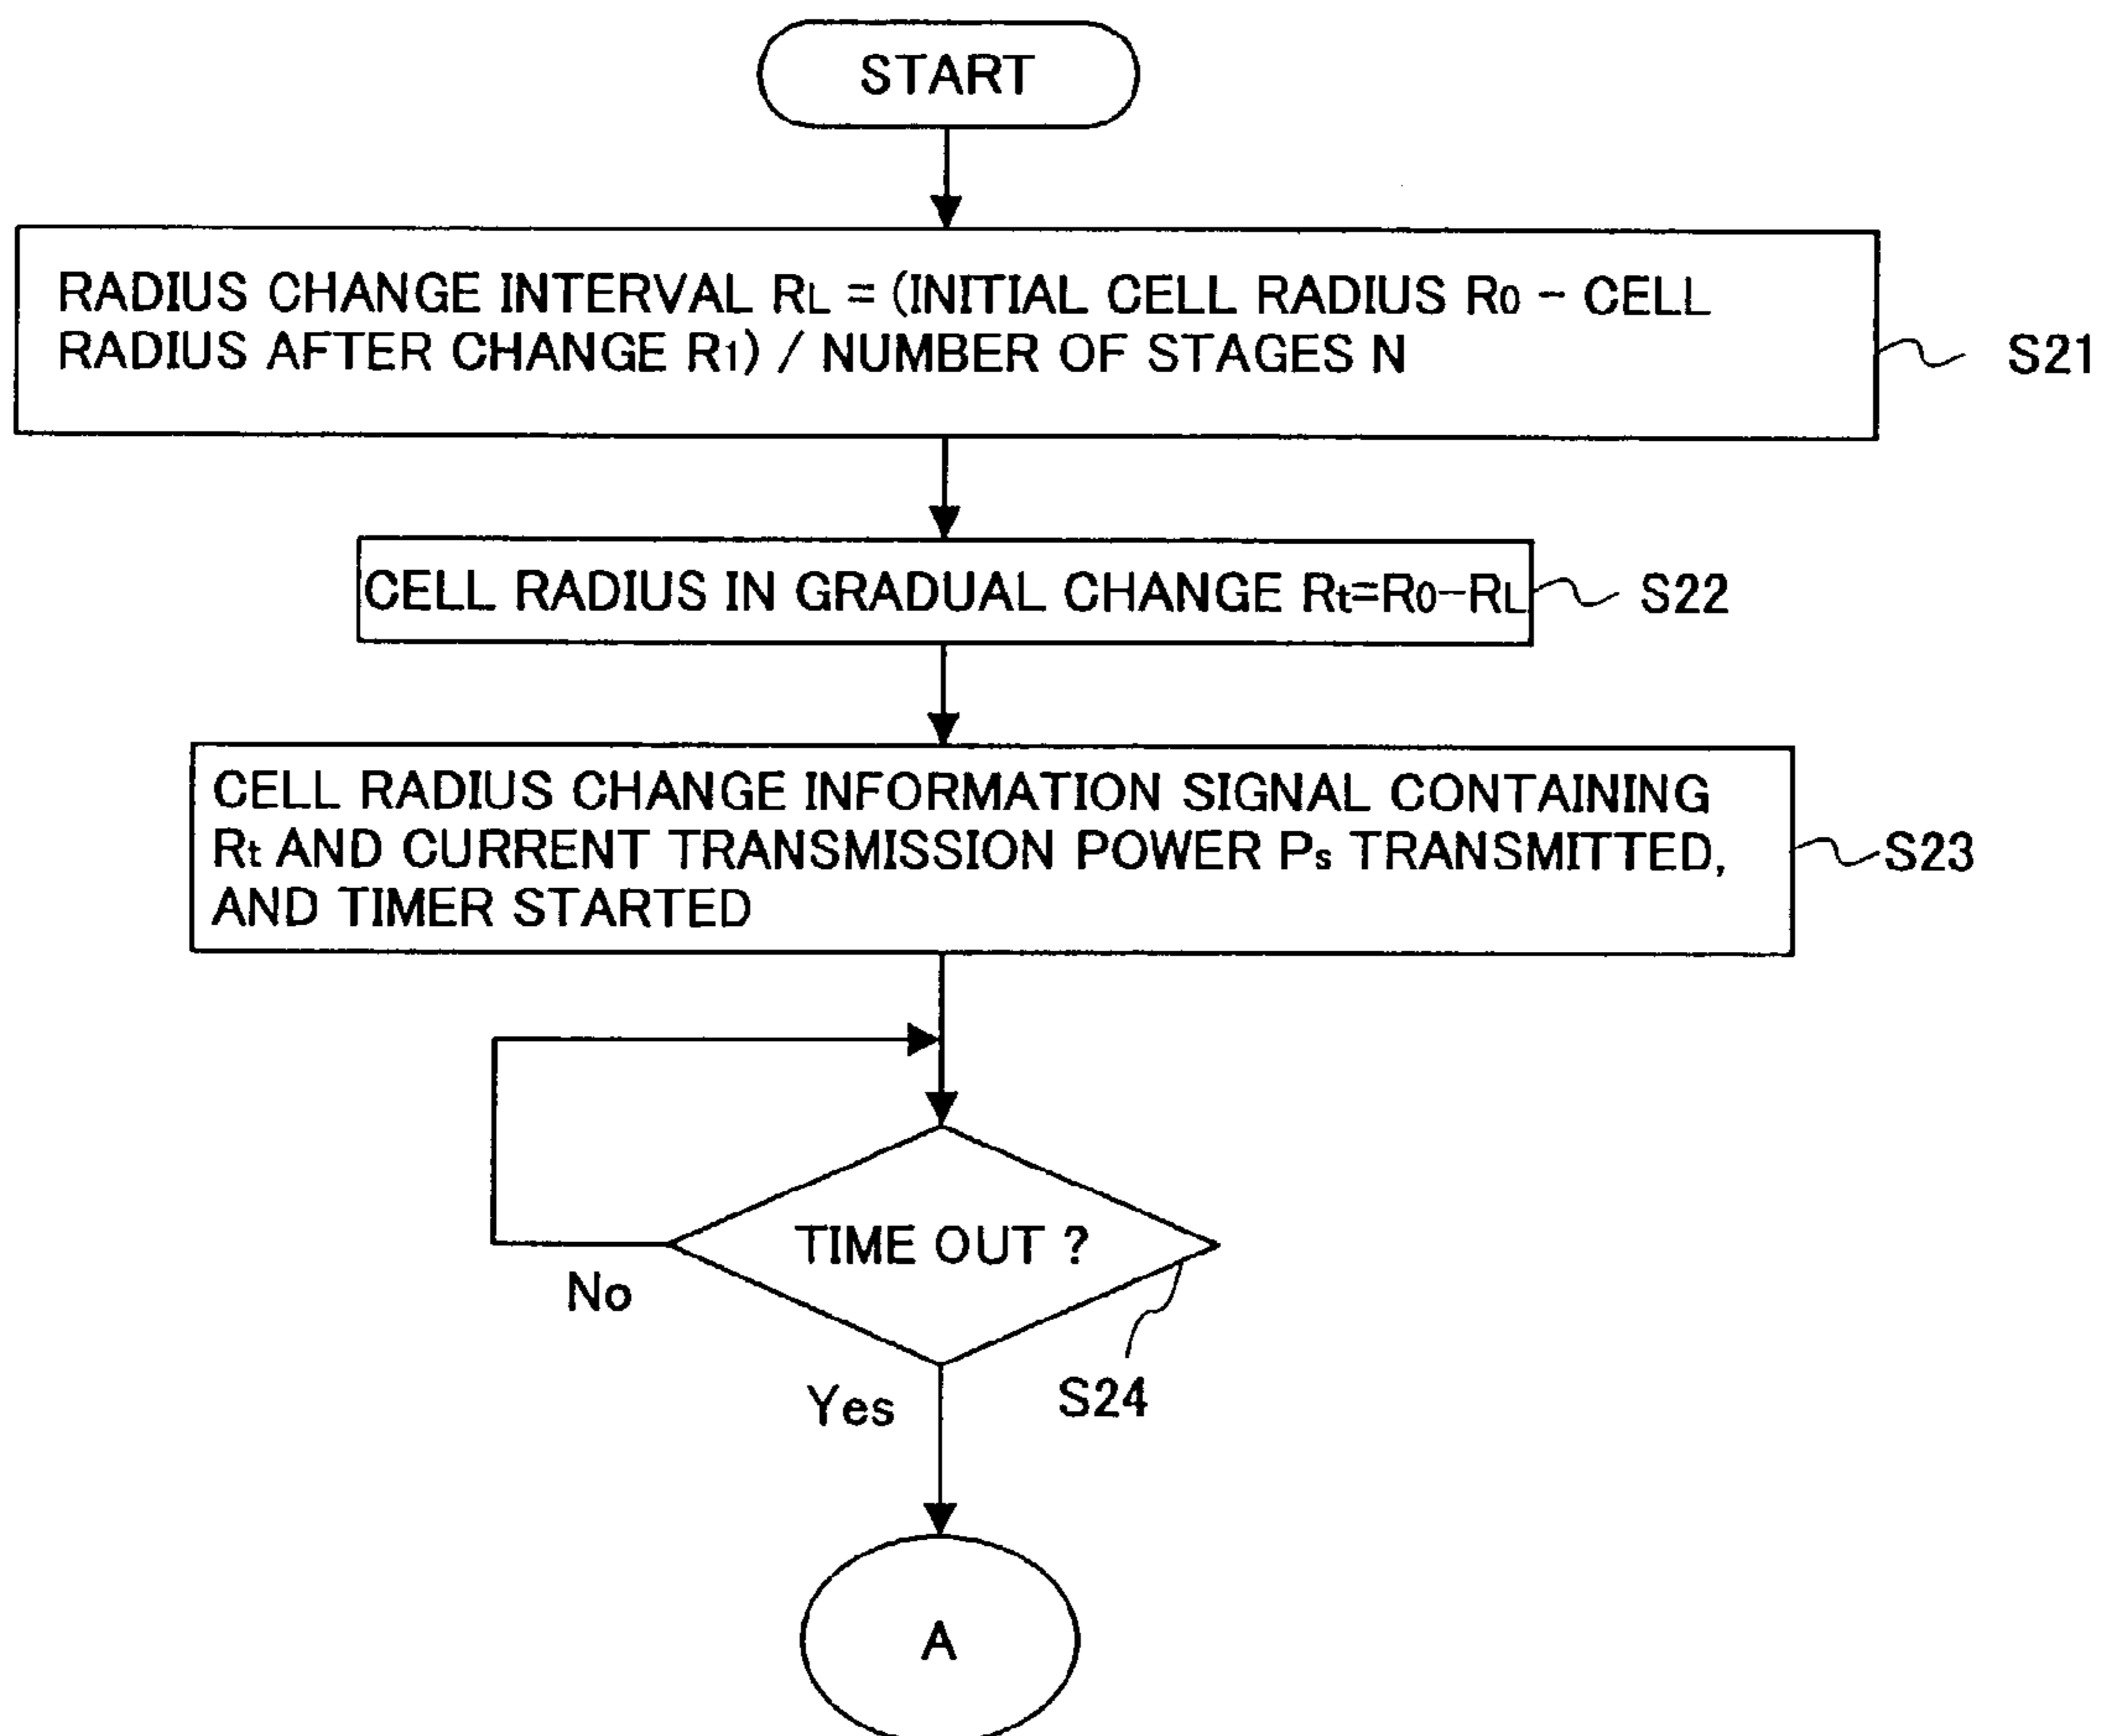 START
RADIUS CHANGE INTERVAL RL = (INITIAL CELL RADIUS R0 - CELL
RADIUS AFTER CHANGE R1) / NUMBER OF STAGES N
S21
CELL RADIUS IN GRADUAL CHANGE Rt=R0-RL
S22
CELL RADIUS CHANGE INFORMATION SIGNAL CONTAINING
Rt AND CURRENT TRANSMISSION POWER Ps TRANSMITTED,
AND TIMER STARTED
S23
TIME OUT ?
No
Yes
S24
A